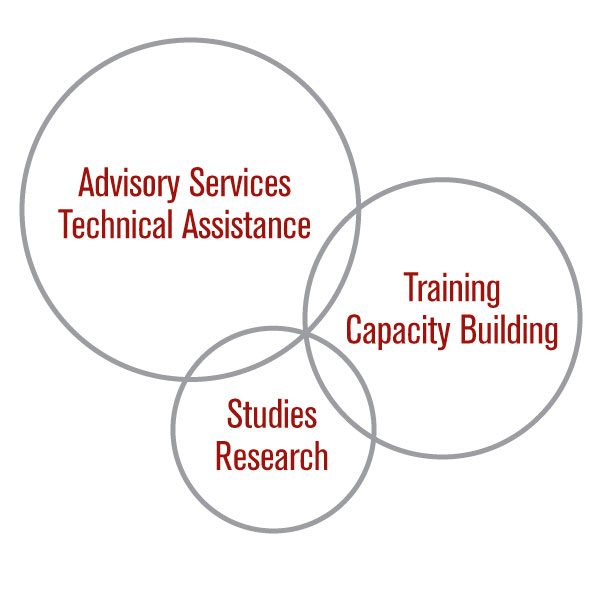 Advisory Services
Technical Assistance
Training
Capacity Building
Studies
Research